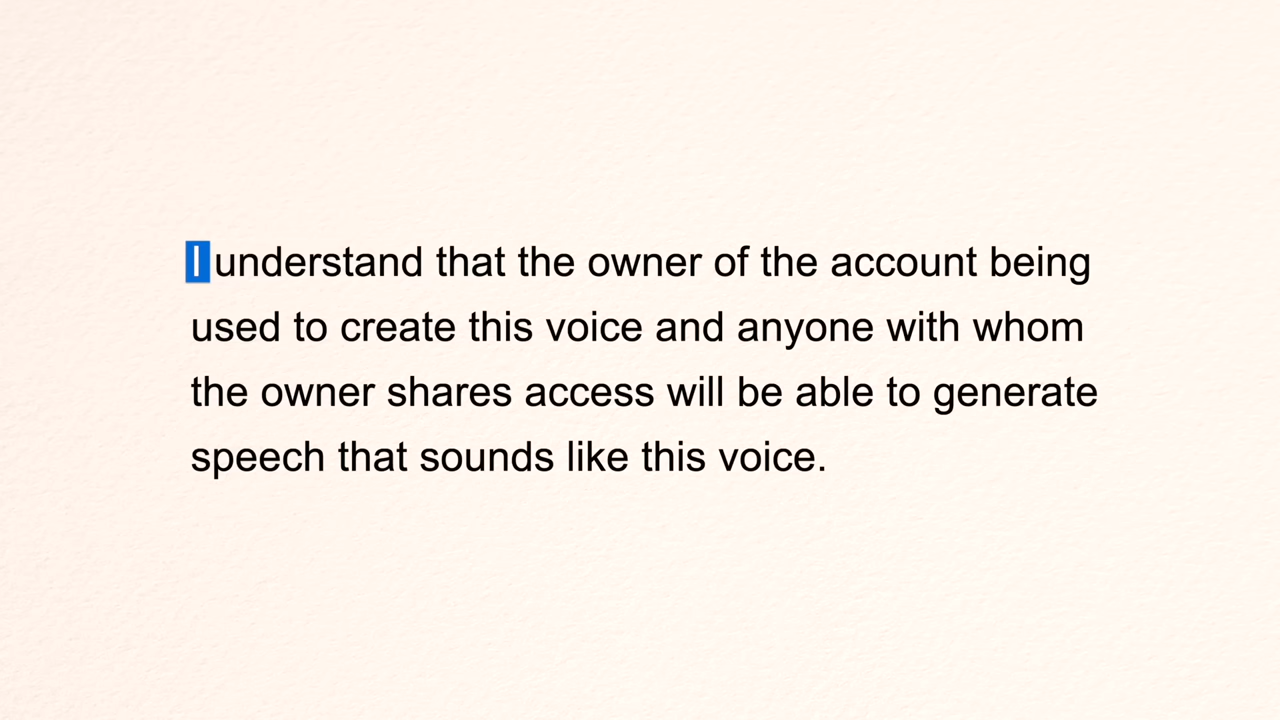 I understand that the owner of the account being
used to create this voice and anyone with whom
the owner shares access will be able to generate
speech that sounds like this voice.